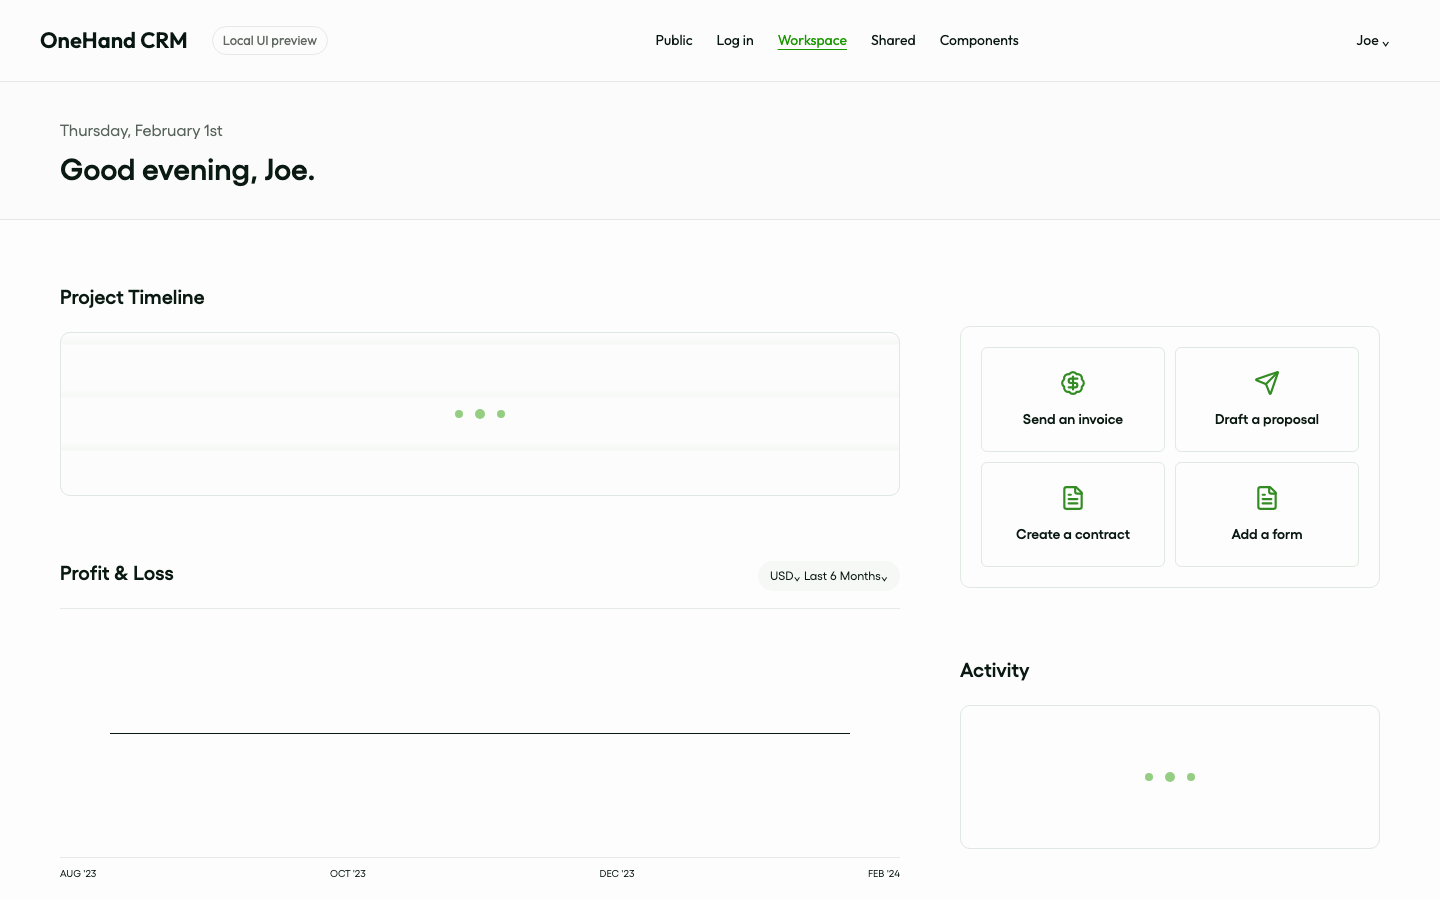 OneHand CRM
Local UI preview
Public
Log in
Workspace
Shared
Components
Joe
Thursday, February 1st
Good evening, Joe.
Project Timeline
Send an invoice
Draft a proposal
Create a contract
Add a form
Profit & Loss
USD Last 6 Months
Activity
AUG '23
OCT '23
DEC '23
FEB '24